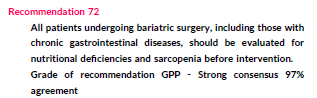 Recommendation 72
All patients undergoing bariatric surgery, including those with
chronic gastrointestinal diseases, should be evaluated for
nutritional deficiencies and sarcopenia before intervention.
Grade of recommendation GPP - Strong consensus 97%
agreement